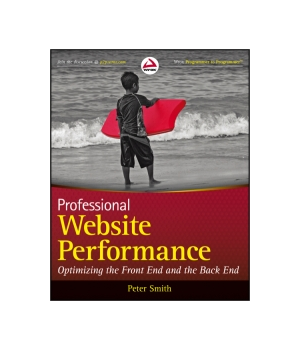 Professional
Website
Performance
Optimizing the Front End and the Back End
Peter Smith